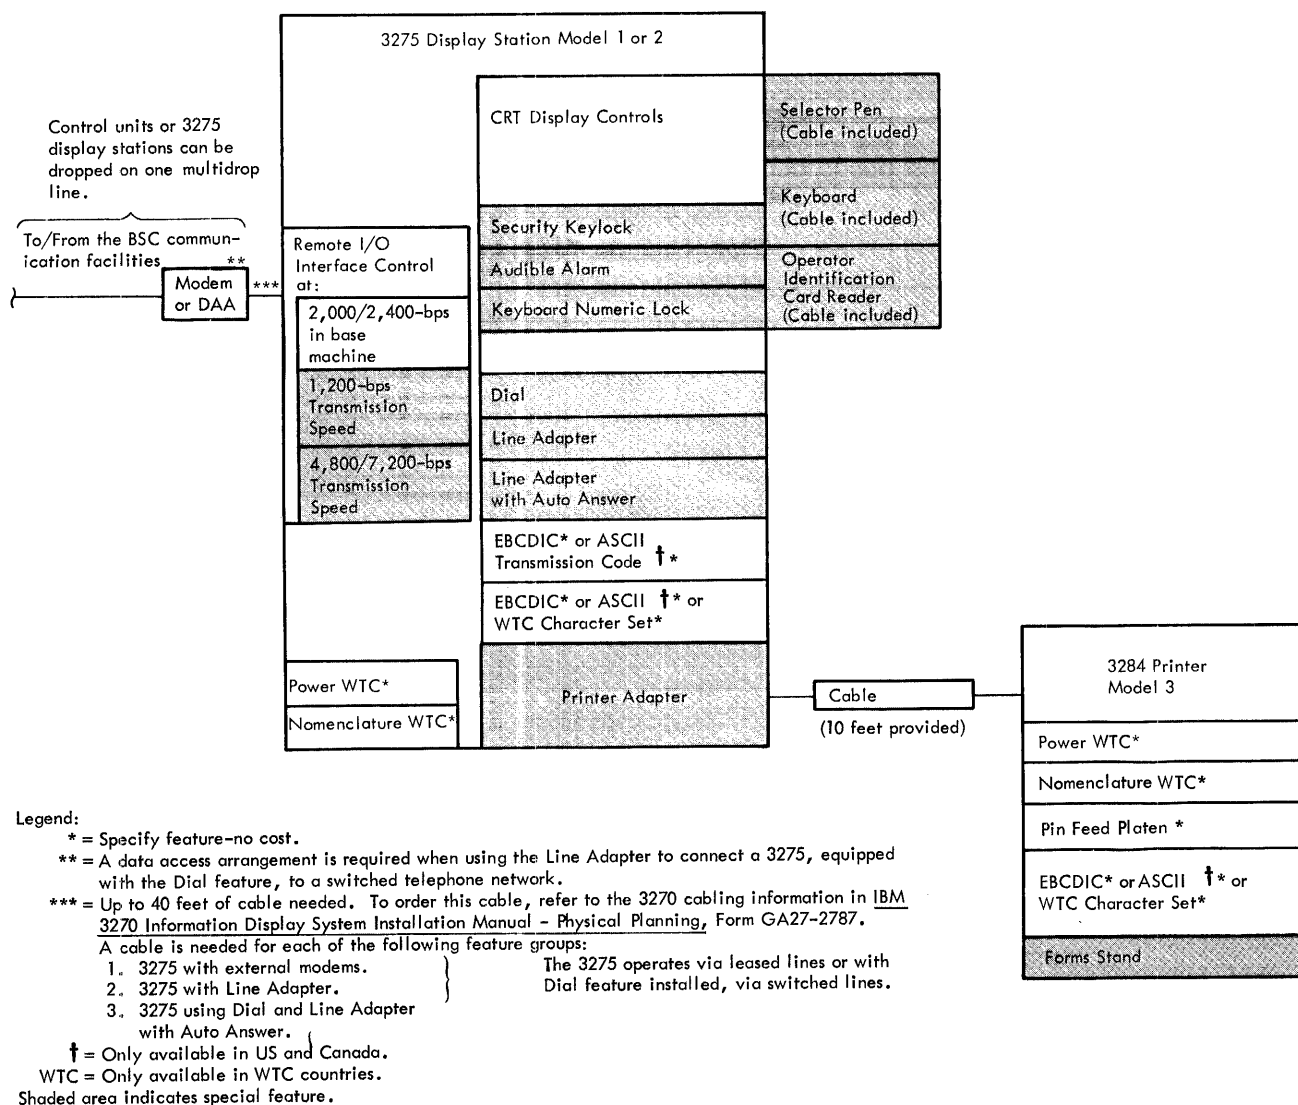 3275 Display Station Model 1 or 2
Control units or 3275
display stations can be
dropped on one multidrop
line.
To/From the BSC commun-
ication facilities
**
Modem
or DAA
***
Remote I/O
Interface Control
at:
2,000/2,400-bps
in base
machine
1,200-bps
Transmission
Speed
4,800/7,200-bps
Transmission
Speed
CRT Display Controls
Security Keylock
Audible Alarm
Keyboard Numeric Lock
Dial
Line Adapter
Line Adapter
with Auto Answer
EBCDIC* or ASCII
Transmission Code †*
EBCDIC* or ASCII †* or
WTC Character Set*
Printer Adapter
Selector Pen
(Cable included)
Keyboard
(Cable included)
Operator
Identification
Card Reader
(Cable included)
Power WTC*
Nomenclature WTC*
Cable
(10 feet provided)
3284 Printer
Model 3
Power WTC*
Nomenclature WTC*
Pin Feed Platen *
EBCDIC* or ASCII †* or
WTC Character Set*
Forms Stand
Legend:
* = Specify feature-no cost.
** = A data access arrangement is required when using the Line Adapter to connect a 3275, equipped
with the Dial feature, to a switched telephone network.
*** = Up to 40 feet of cable needed. To order this cable, refer to the 3270 cabling information in IBM
3270 Information Display System Installation Manual - Physical Planning, Form GA27-2787.
A cable is needed for each of the following feature groups:
1. 3275 with external modems.
2. 3275 with Line Adapter.
3. 3275 using Dial and Line Adapter
with Auto Answer.
The 3275 operates via leased lines or with
Dial feature installed, via switched lines.
† = Only available in US and Canada.
WTC = Only available in WTC countries.
Shaded area indicates special feature.